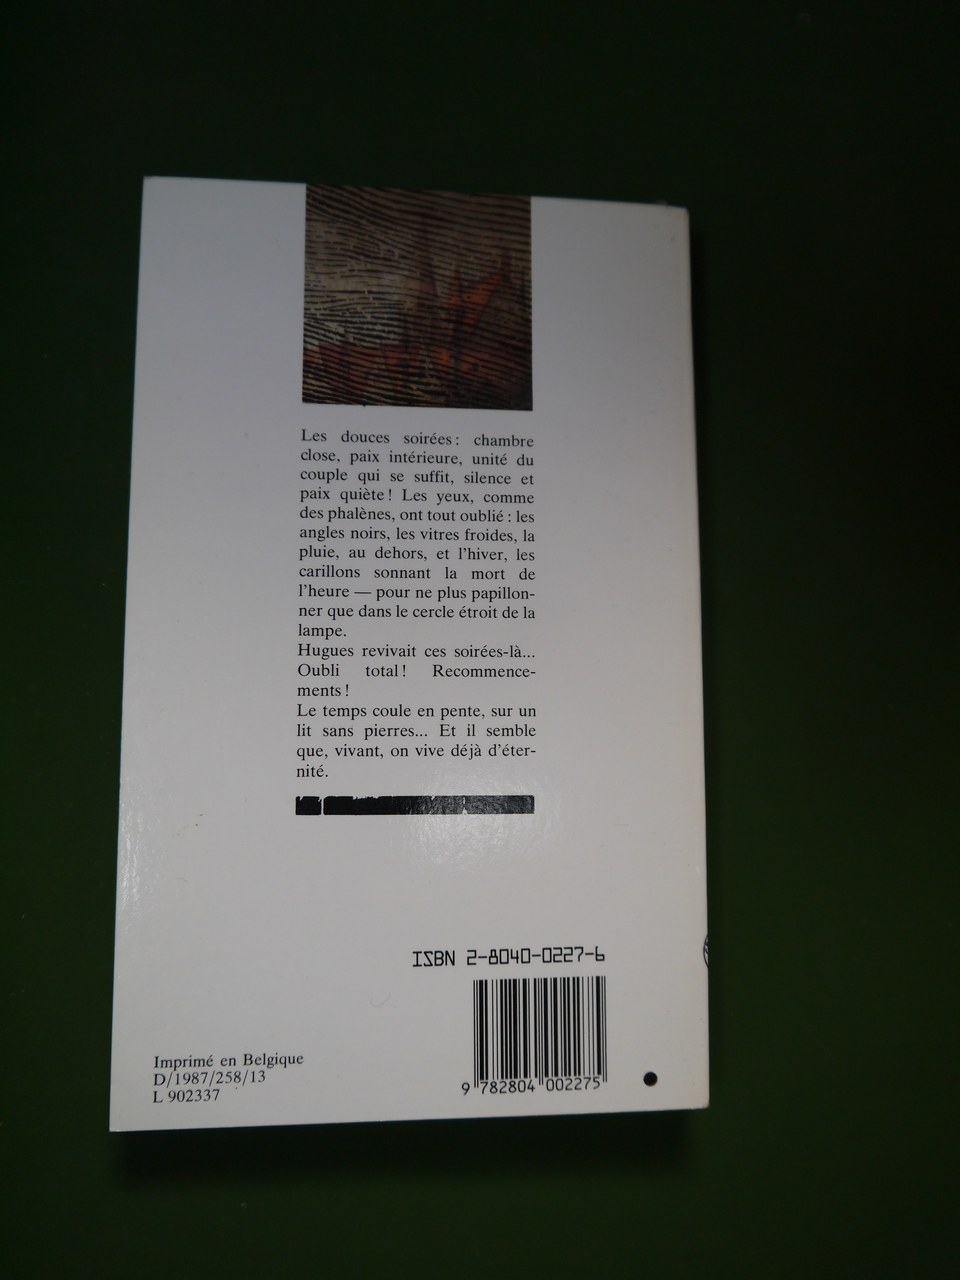 Les douces soirées : chambre
close, paix intérieure, unité du
couple qui se suffit, silence et
paix quiète ! Les yeux, comme
des phalènes, ont tout oublié : les
angles noirs, les vitres froides, la
pluie, au dehors, et l'hiver, les
carillons sonnant la mort de
l'heure — pour ne plus papillon-
ner que dans le cercle étroit de la
lampe.
Hugues revivait ces soirées-là...
Oubli total ! Recommence-
ments !
Le temps coule en pente, sur un
lit sans pierres... Et il semble
que, vivant, on vive déjà d'éter-
nité.
ISBN 2-8040-0227-6
9 782804 002275
Imprimé en Belgique
D/1987/258/13
L 902337